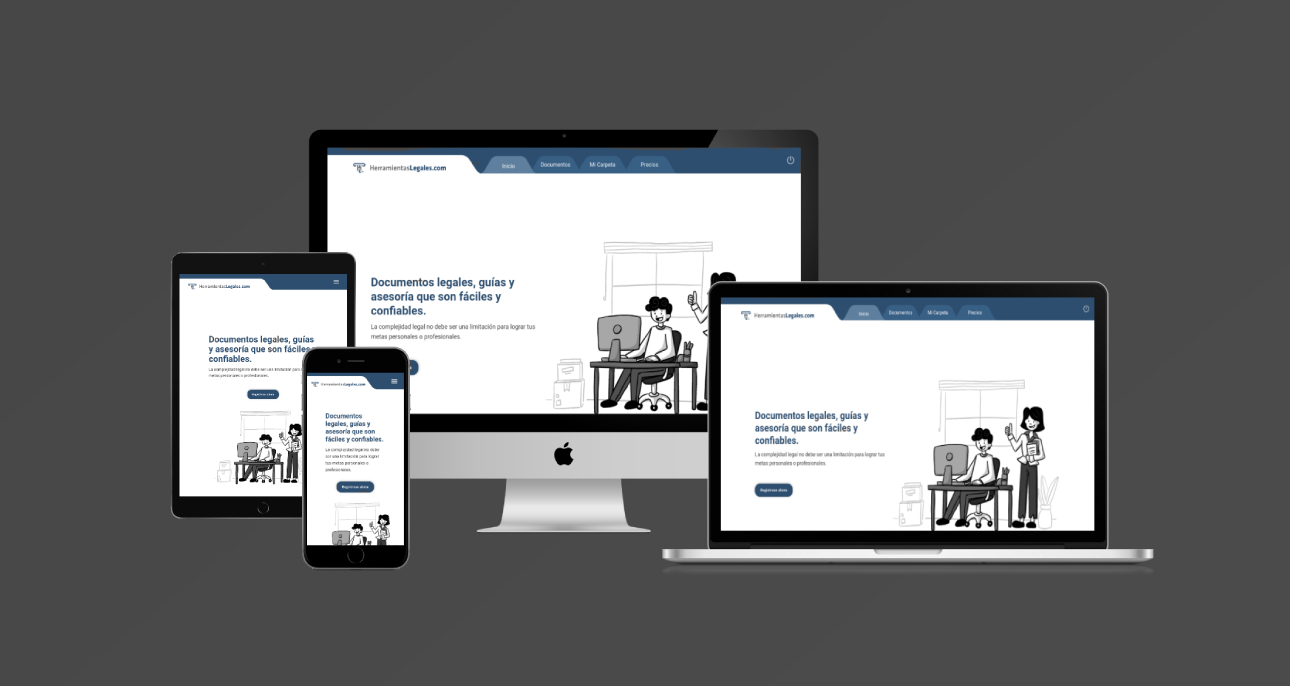 HerramientasLegales.com
Inicio
Documentos
Mi Carpeta
Precios
Documentos legales, guías y
asesoría que son fáciles y
confiables.
La complejidad legal no debe ser una limitación para lograr tus
metas personales o profesionales.
HerramientasLegales.com
Documentos legales, guías
y asesoría que son fáciles
confiables.
La complejidad legal no debe ser una limitación para
metas personales o profesionales.
Regístrese ahora
HerramientasLegales.com
Documentos
legales, guías y
asesoría que son
fáciles y confiables.
La complejidad legal no debe
ser una limitación para lograr
tus metas personales o
profesionales.
Regístrese ahora
HerramientasLegales.com
Inicio
Documentos
Mi Carpeta
Precios
Documentos legales, guías y
asesoría que son fáciles y
confiables.
La complejidad legal no debe ser una limitación para lograr tus
metas personales o profesionales.
Regístrese ahora